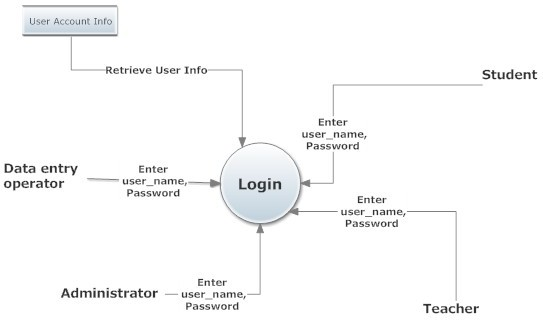 User Account Info
Retrieve User Info
Student
Enter
user_name,
Password
Data entry
operator
Enter
user_name,
Password
Login
Enter
user_name,
Password
Administrator
Enter
user_name,
Password
Teacher